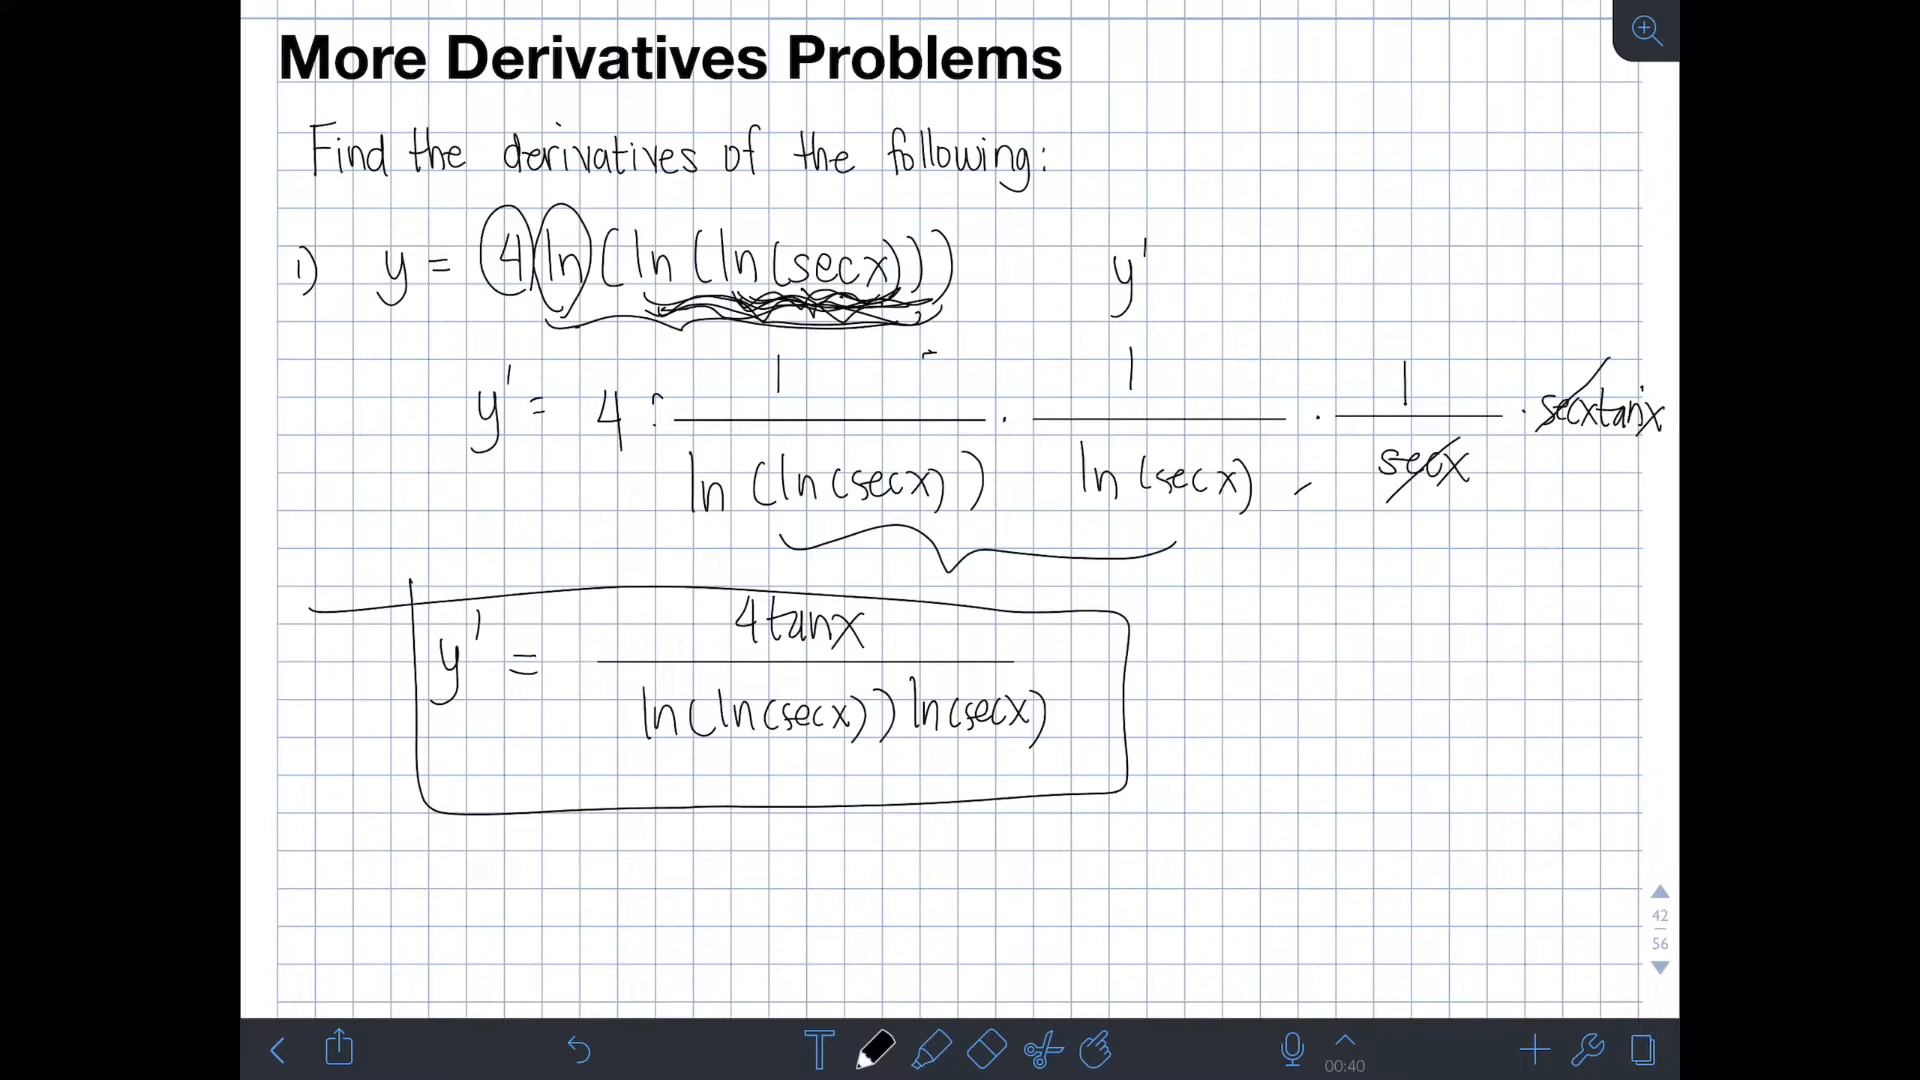 More Derivatives Problems
Find the derivatives of the following:
1) y = 4 ln (ln (ln (secx))) y'
y' = 4 · 1/ln (ln (secx)) · 1/ln (secx) · 1/secx · secxtanx
y' = 4tanx/ln(ln(secx)) ln(secx)
42
56
T
00:40